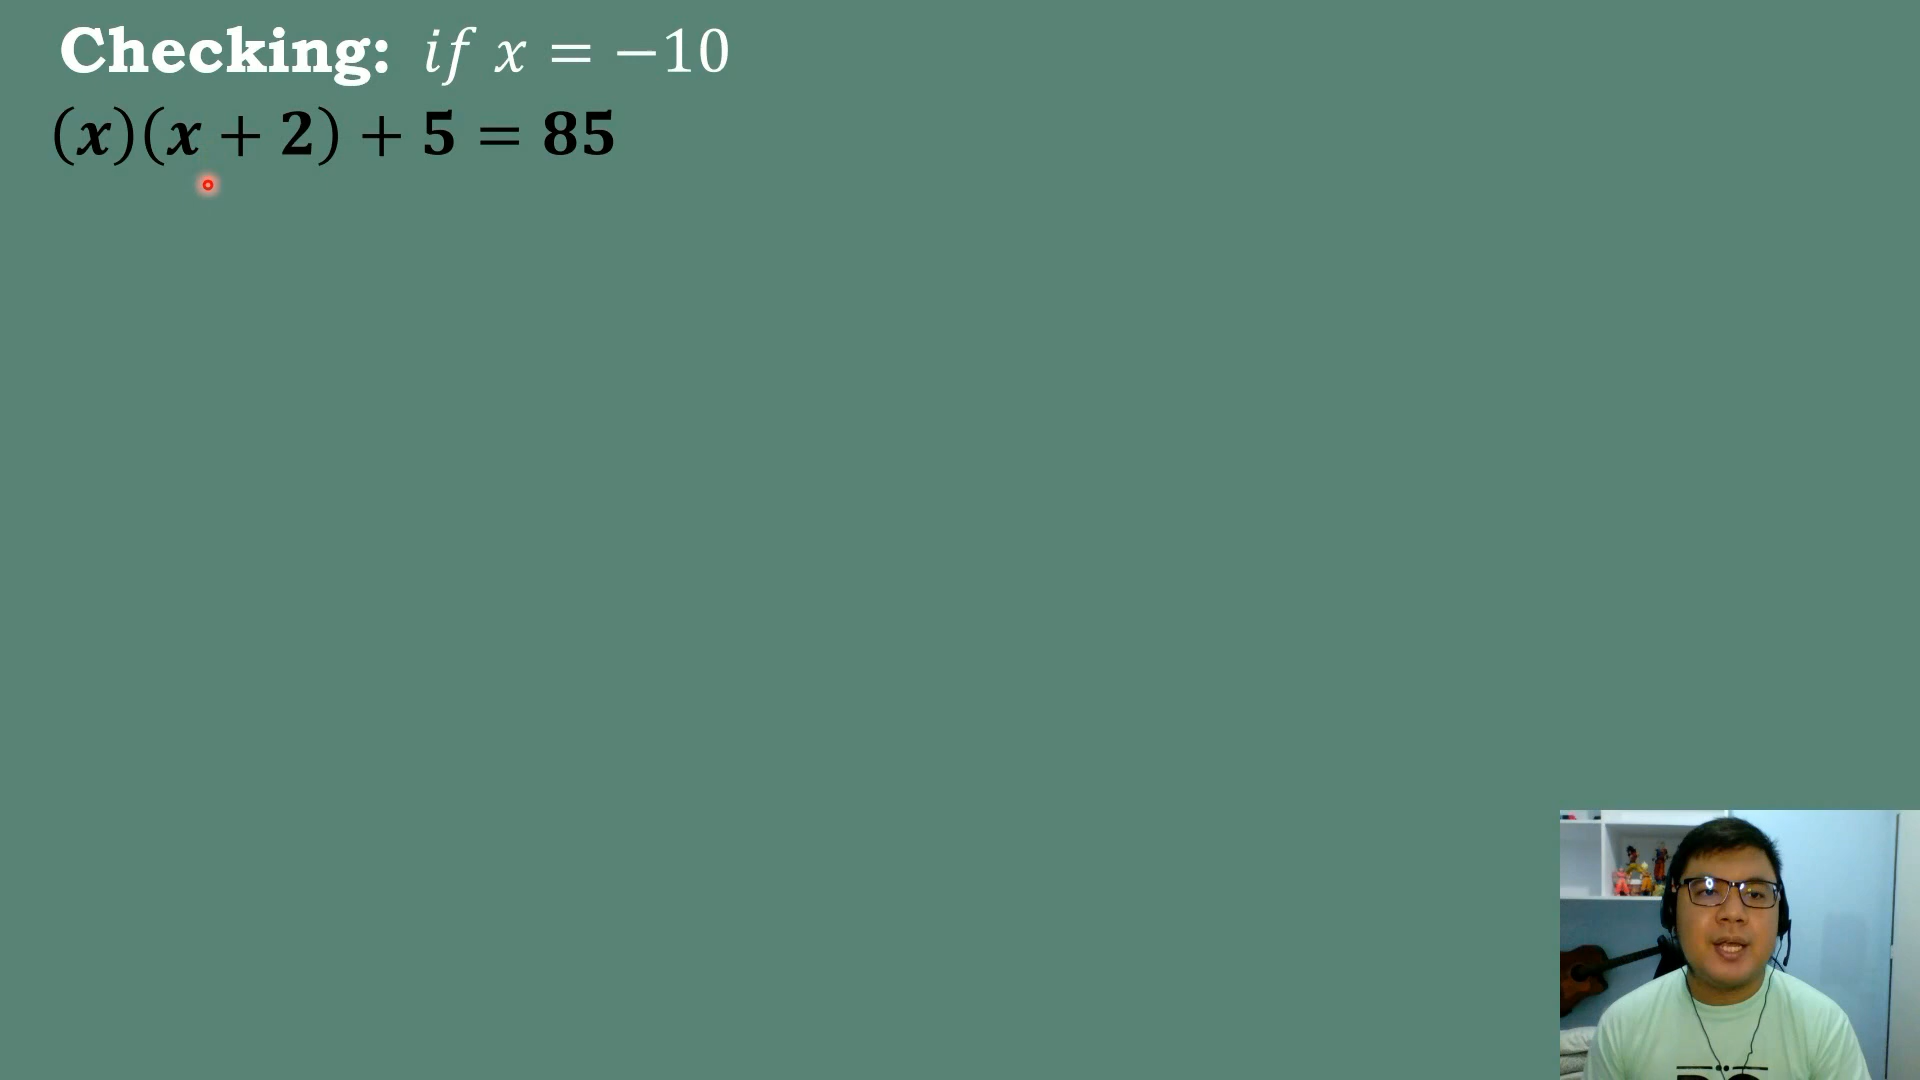 Checking: if x = −10
(x)(x + 2) + 5 = 85